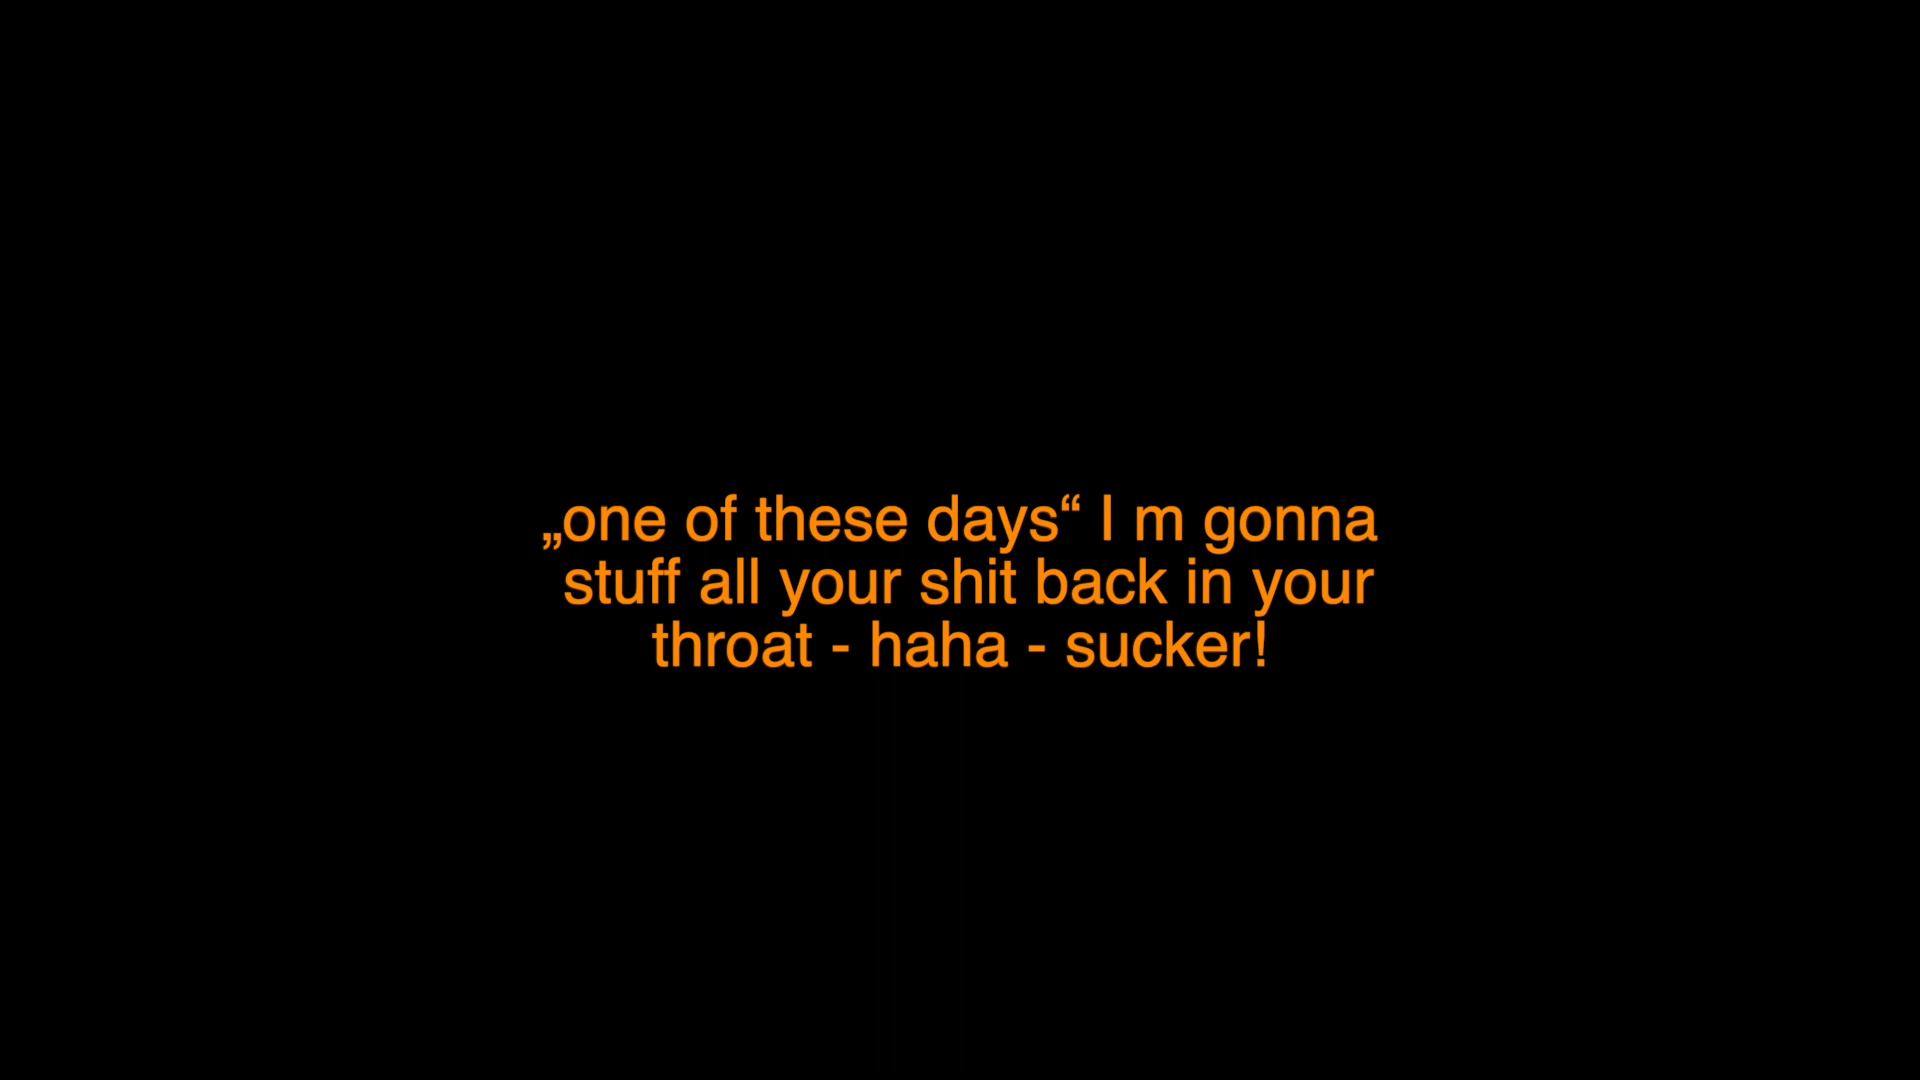 „one of these days“ I m gonna
stuff all your shit back in your
throat - haha - sucker!